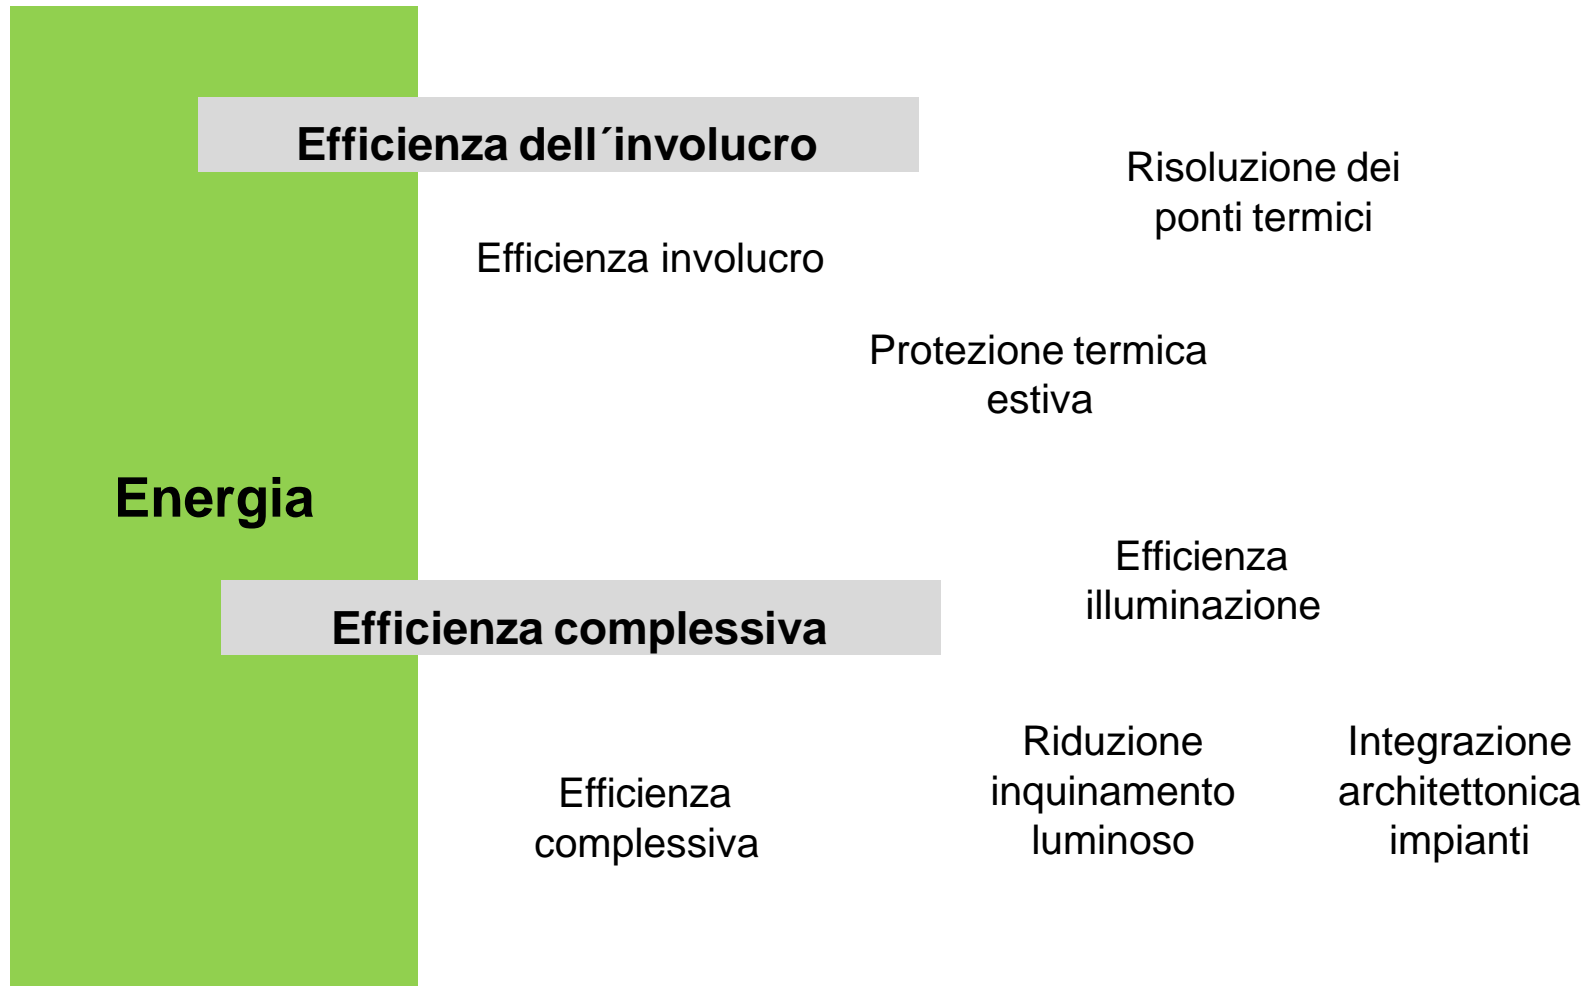 Efficienza dell´involucro
Risoluzione dei
ponti termici
Efficienza involucro
Protezione termica
estiva
Energia
Efficienza
illuminazione
Efficienza complessiva
Efficienza
complessiva
Riduzione
inquinamento
luminoso
Integrazione
architettonica
impianti